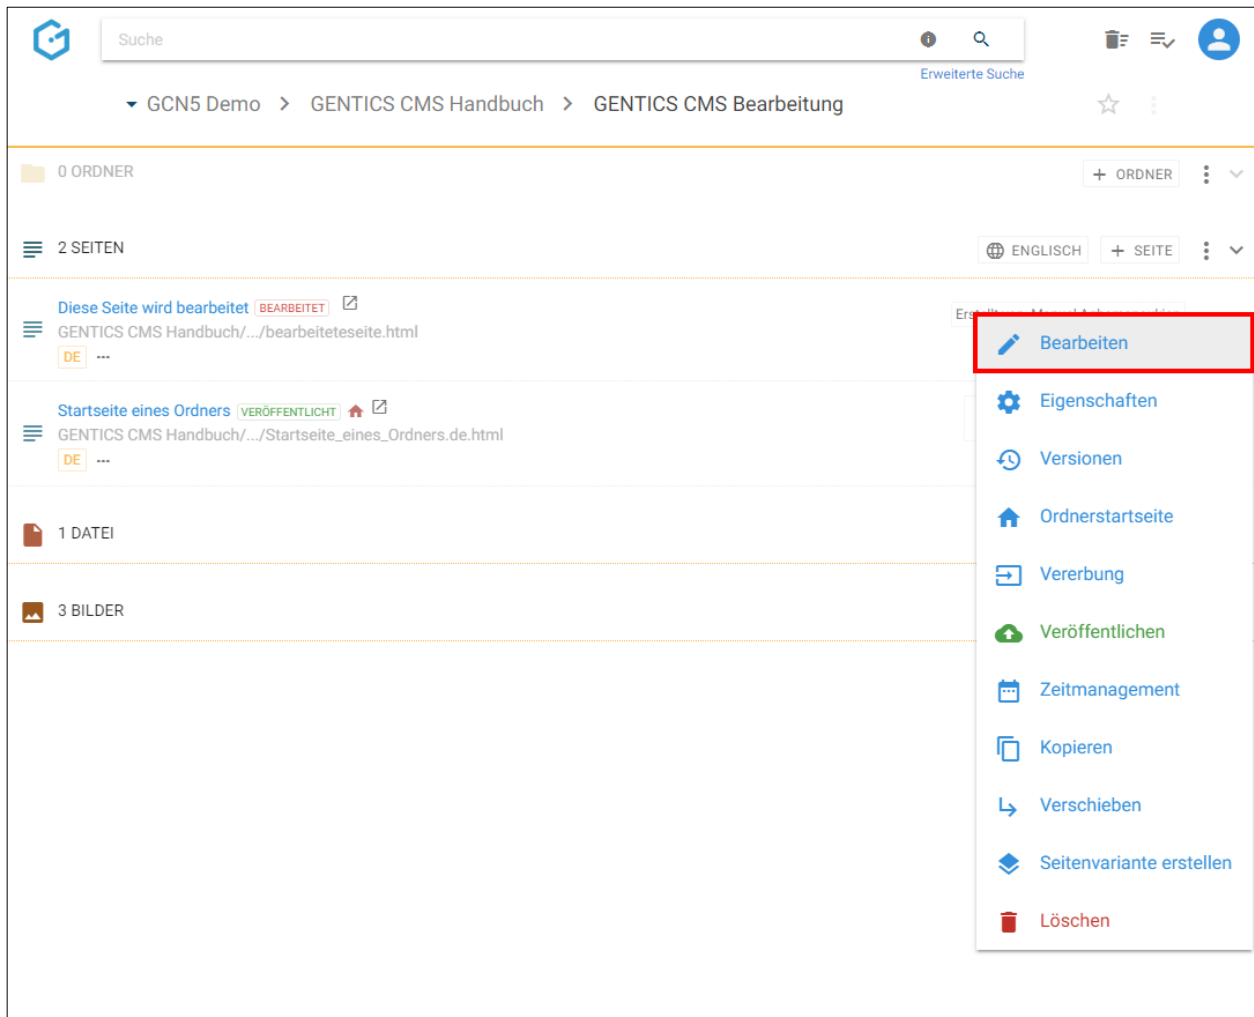 Suche
Erweiterte Suche
GCN5 Demo > GENTICS CMS Handbuch > GENTICS CMS Bearbeitung
0 ORDNER
+ ORDNER
2 SEITEN
ENGLISCH
+ SEITE
Diese Seite wird bearbeitet BEARBEITET
GENTICS CMS Handbuch/.../bearbeiteteseite.html
DE ---
Startseite eines Ordners VERÖFFENTLICHT
GENTICS CMS Handbuch/.../Startseite_eines_Ordners.de.html
DE ---
1 DATEI
3 BILDER
Bearbeiten
Eigenschaften
Versionen
Ordnerstartseite
Vererbung
Veröffentlichen
Zeitmanagement
Kopieren
Verschieben
Seitenvariante erstellen
Löschen